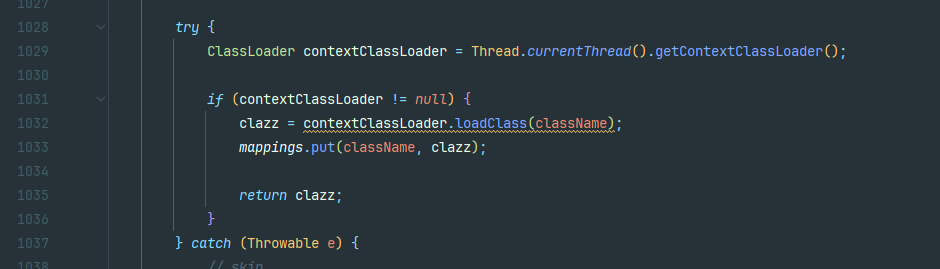 1027
1028 try {
1029 ClassLoader contextClassLoader = Thread.currentThread().getContextClassLoader();
1030
1031 if (contextClassLoader != null) {
1032 clazz = contextClassLoader.loadClass(className);
1033 mappings.put(className, clazz);
1034
1035 return clazz;
1036 }
1037 } catch (Throwable e) {
1038 // skip